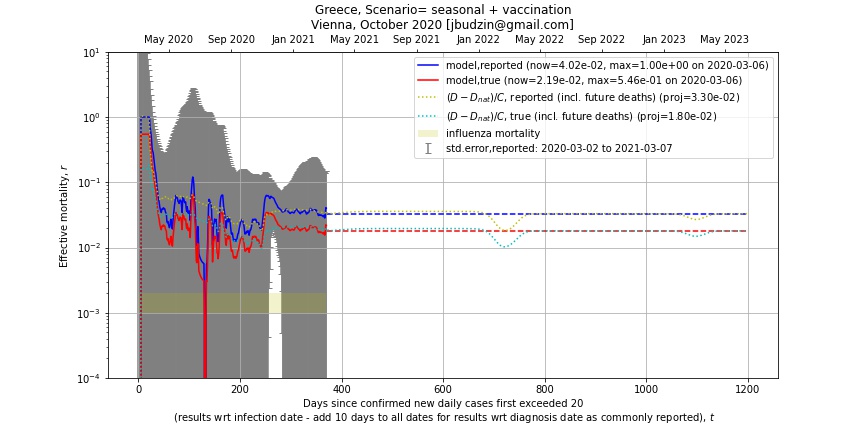 Greece, Scenario= seasonal + vaccination
Vienna, October 2020 [jbudzin@gmail.com]
May 2020 Sep 2020 Jan 2021 May 2021 Sep 2021 Jan 2022 May 2022 Sep 2022 Jan 2023 May 2023
model,reported (now=4.02e-02, max=1.00e+00 on 2020-03-06)
model,true (now=2.19e-02, max=5.46e-01 on 2020-03-06)
(D − D_nat)/C, reported (incl. future deaths) (proj=3.30e-02)
(D − D_nat)/C, true (incl. future deaths) (proj=1.80e-02)
influenza mortality
std.error,reported: 2020-03-02 to 2021-03-07
Effective mortality, r
10^1
10^0
10^−1
10^−2
10^−3
10^−4
0 200 400 600 800 1000 1200
Days since confirmed new daily cases first exceeded 20
(results wrt infection date - add 10 days to all dates for results wrt diagnosis date as commonly reported), t